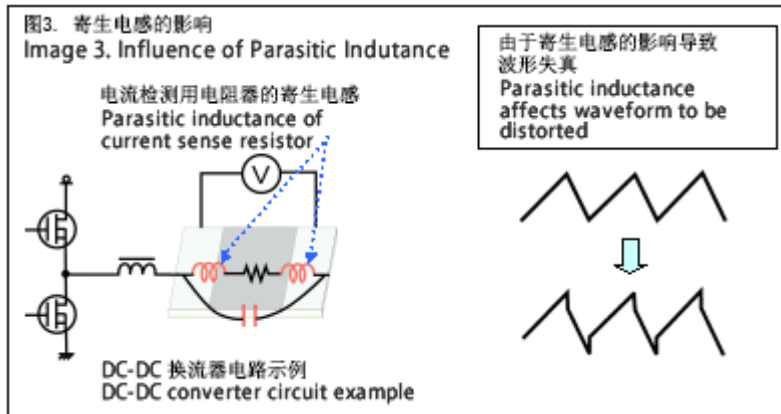 图3. 寄生电感的影响
Image 3. Influence of Parasitic Indutance
电流检测用电阻器的寄生电感
Parasitic inductance of
current sense resistor
V
DC-DC 换流器电路示例
DC-DC converter circuit example
由于寄生电感的影响导致
波形失真
Parasitic inductance
affects waveform to be
distorted